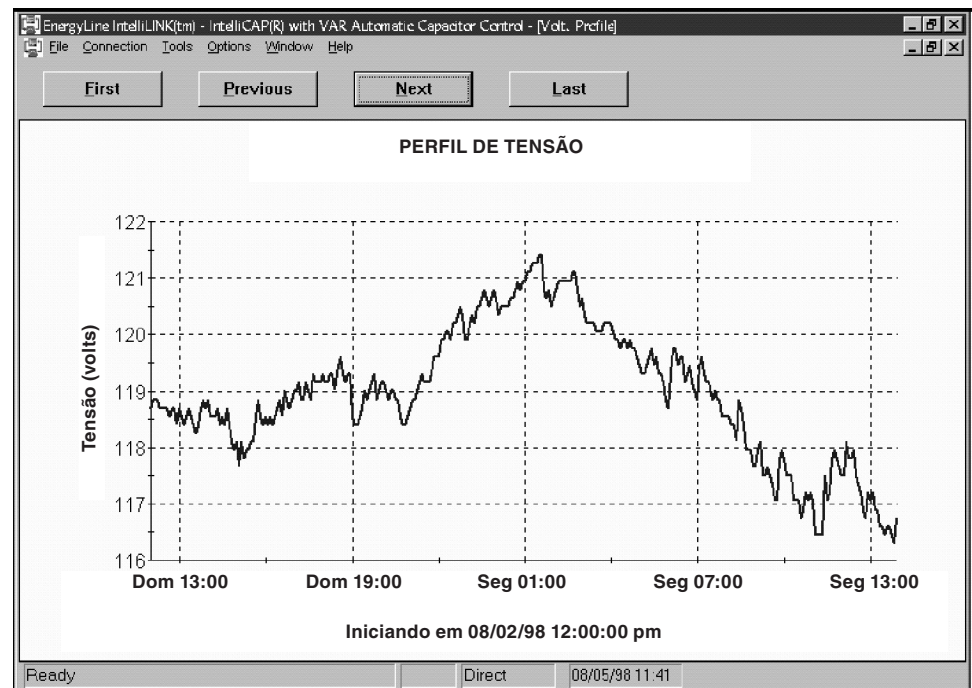 EnergyLine IntelliLINK(tm) - IntelliCAP(R) with VAR Automatic Capacitor Control - [Volt. Profile]
File Connection Tools Options Window Help
First Previous Next Last
PERFIL DE TENSÃO
122
121
120
119
118
117
116
Tensão (volts)
Dom 13:00 Dom 19:00 Seg 01:00 Seg 07:00 Seg 13:00
Iniciando em 08/02/98 12:00:00 pm
Ready Direct 08/05/98 11:41